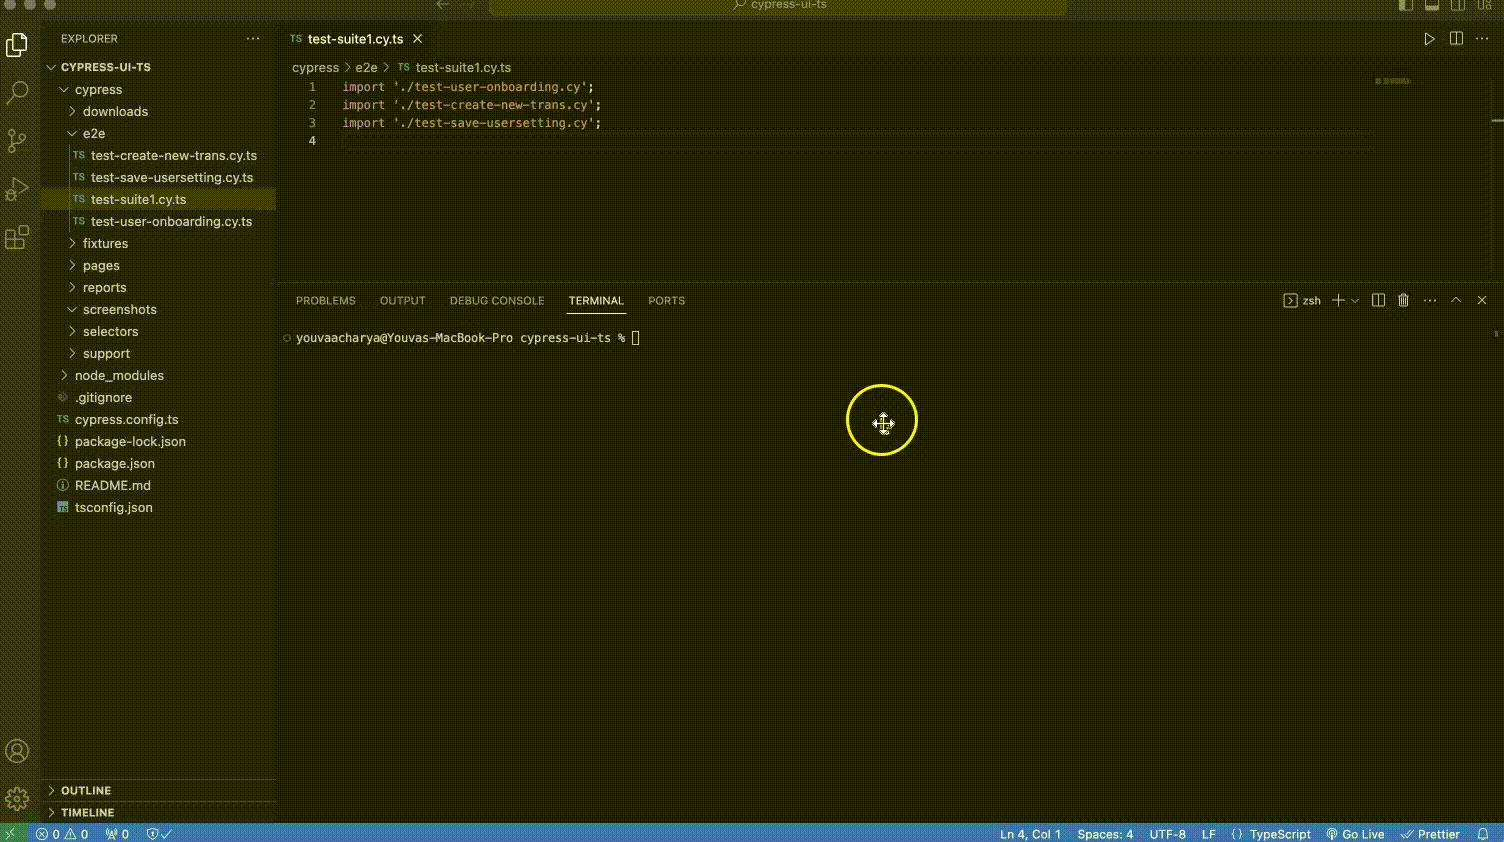 cypress-ui-ts
EXPLORER
CYPRESS-UI-TS
cypress
downloads
e2e
TS test-create-new-trans.cy.ts
TS test-save-usersetting.cy.ts
TS test-suite1.cy.ts
TS test-user-onboarding.cy.ts
fixtures
pages
reports
screenshots
selectors
support
node_modules
.gitignore
TS cypress.config.ts
{} package-lock.json
{} package.json
README.md
TS tsconfig.json
OUTLINE
TIMELINE
TS test-suite1.cy.ts
cypress > e2e > TS test-suite1.cy.ts
1 import './test-user-onboarding.cy';
2 import './test-create-new-trans.cy';
3 import './test-save-usersetting.cy';
4
PROBLEMS OUTPUT DEBUG CONSOLE TERMINAL PORTS zsh
youvaacharya@Youvas-MacBook-Pro cypress-ui-ts %
0 0 0 Ln 4, Col 1 Spaces: 4 UTF-8 LF {} TypeScript Go Live Prettier